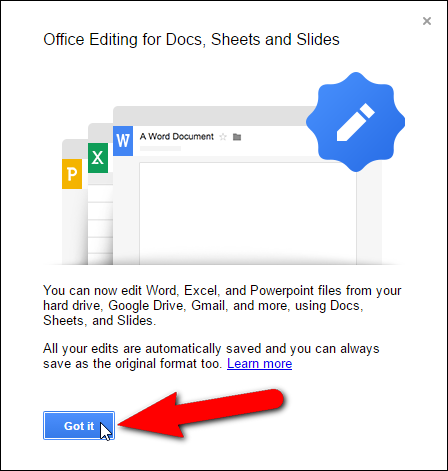 ×
Office Editing for Docs, Sheets and Slides
W A Word Document
X
P
You can now edit Word, Excel, and Powerpoint files from your
hard drive, Google Drive, Gmail, and more, using Docs,
Sheets, and Slides.
All your edits are automatically saved and you can always
save as the original format too. Learn more
Got it